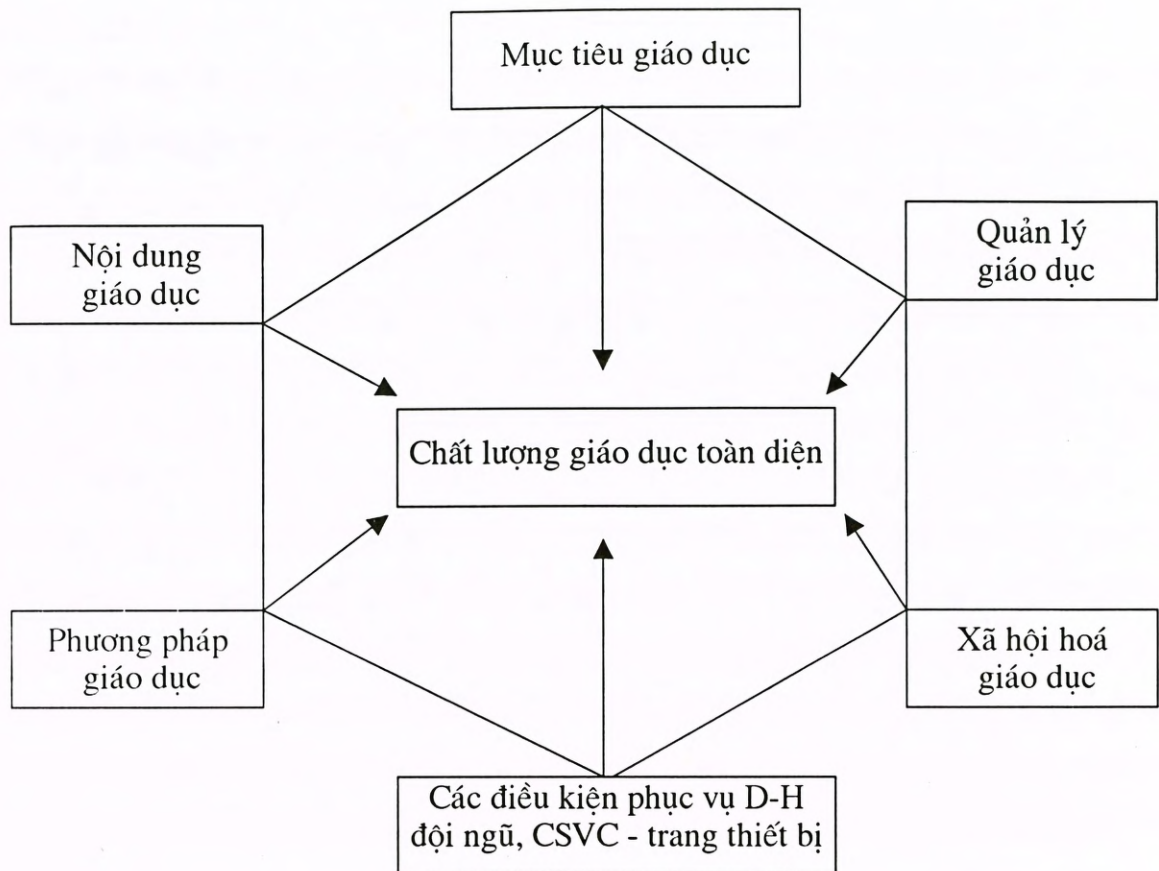 Mục tiêu giáo dục
Nội dung
giáo dục
Quản lý
giáo dục
Chất lượng giáo dục toàn diện
Phương pháp
giáo dục
Xã hội hoá
giáo dục
Các điều kiện phục vụ D-H
đội ngũ, CSVC - trang thiết bị